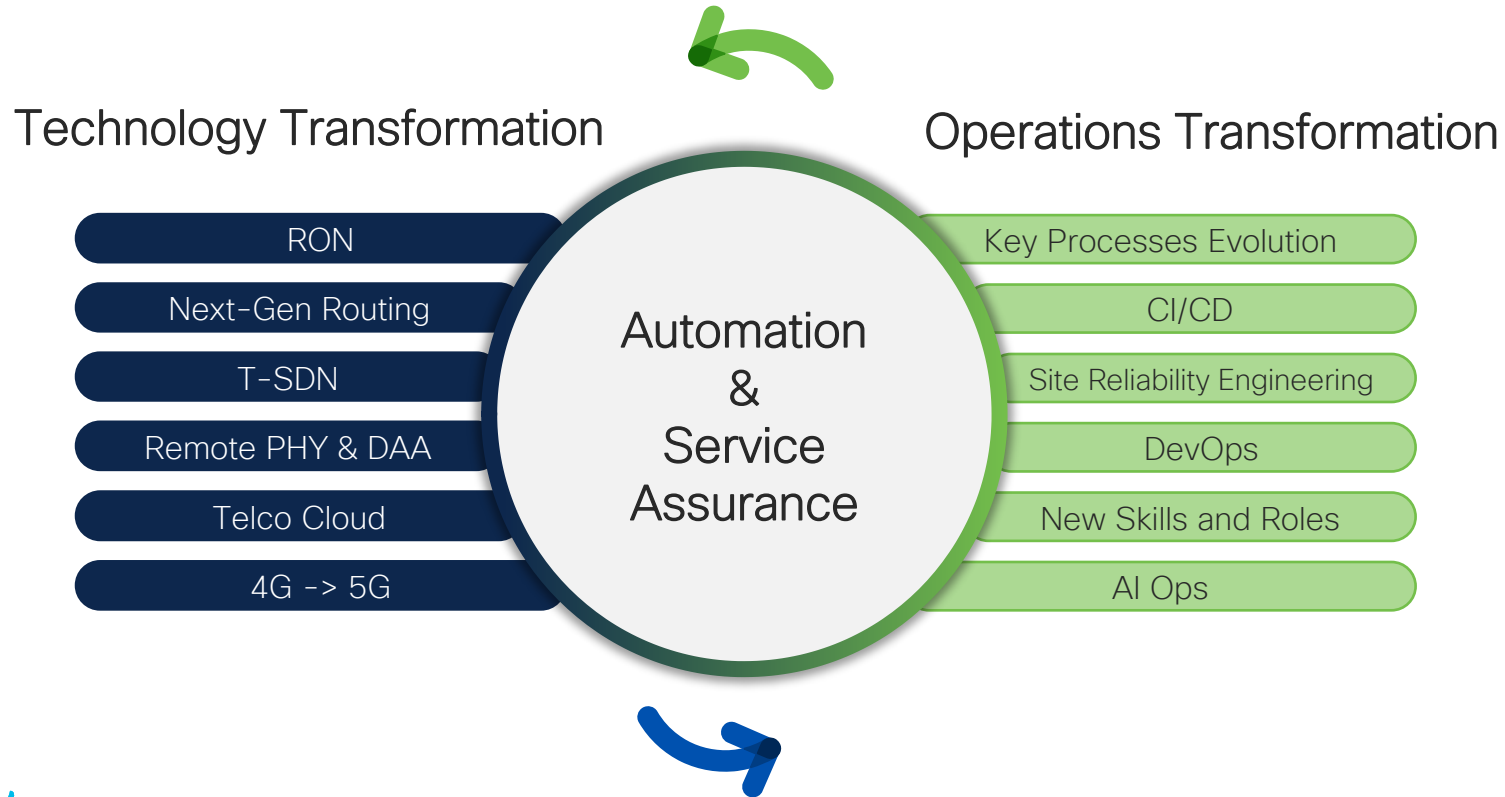 Technology Transformation
RON
Next-Gen Routing
T-SDN
Remote PHY & DAA
Telco Cloud
4G -> 5G
Automation
&
Service
Assurance
Operations Transformation
Key Processes Evolution
CI/CD
Site Reliability Engineering
DevOps
New Skills and Roles
AI Ops